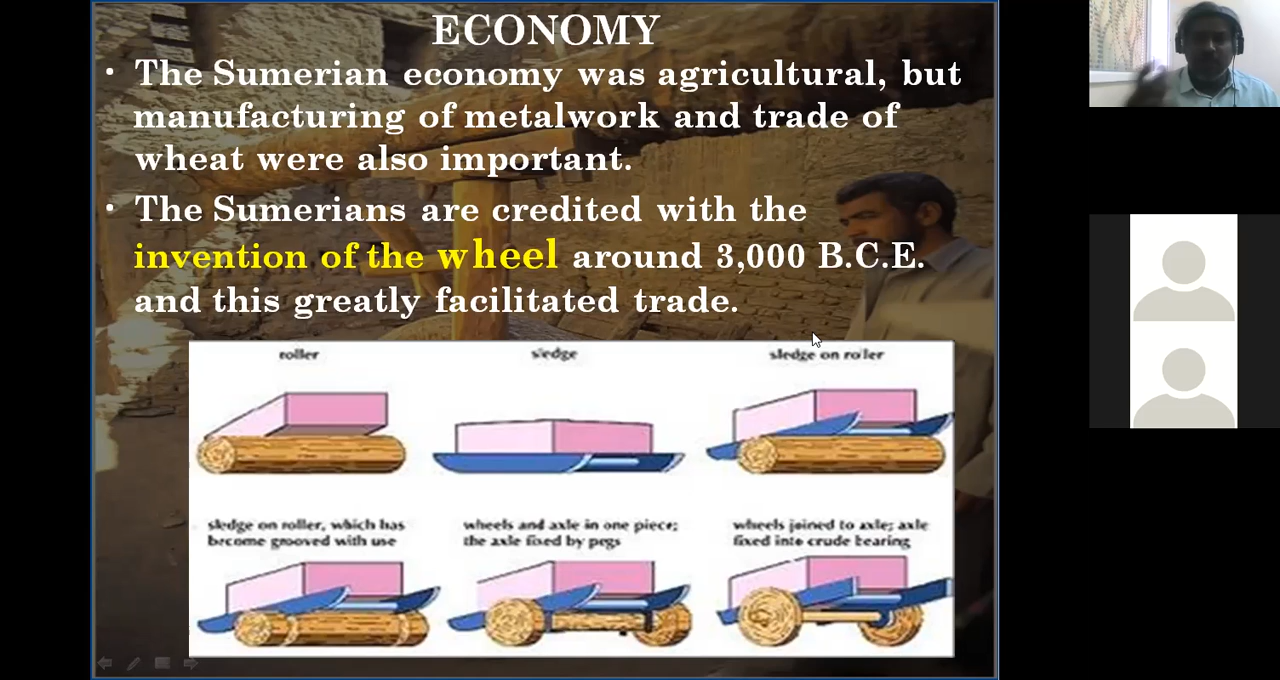 ECONOMY
• The Sumerian economy was agricultural, but
manufacturing of metalwork and trade of
wheat were also important.
• The Sumerians are credited with the
invention of the wheel around 3,000 B.C.E.
and this greatly facilitated trade.
roller
sledge
sledge on roller
sledge on roller, which has
become grooved with use
wheels and axle in one piece;
the axle fixed by pegs
wheels joined to axle; axle
fixed into crude bearing